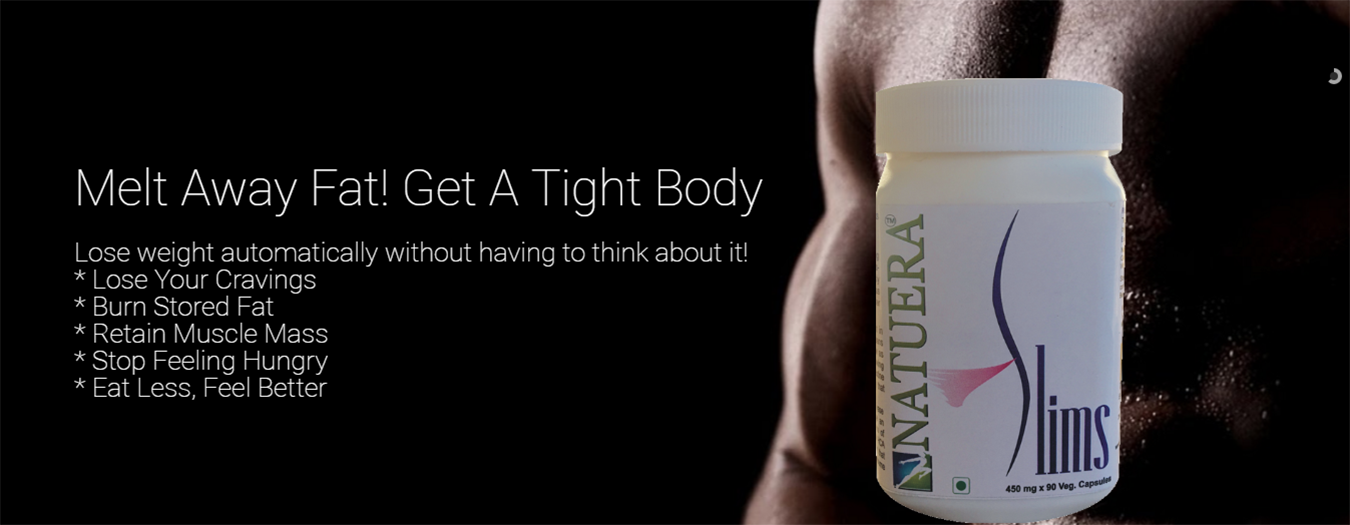 Melt Away Fat! Get A Tight Body
Lose weight automatically without having to think about it!
* Lose Your Cravings
* Burn Stored Fat
* Retain Muscle Mass
* Stop Feeling Hungry
* Eat Less, Feel Better
NATUERA™
Slims
450 mg x 90 Veg. Capsules